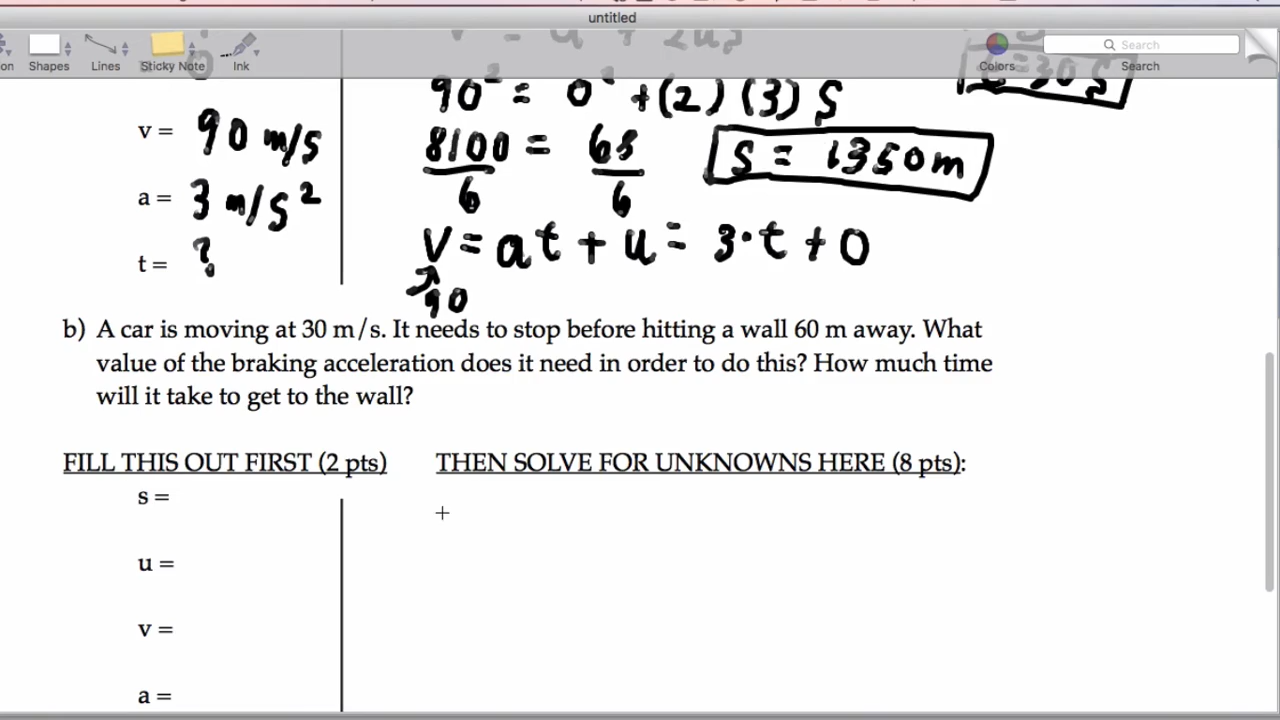 untitled
Shapes Lines Sticky Note Ink Colors Search
Search
90² = 0² + (2) (3) S
v = 90 m/s
8100 = 6s
6 6
S = 1350m
a = 3 m/s²
v = at + u = 3·t + 0
t = ?
90
b) A car is moving at 30 m/s. It needs to stop before hitting a wall 60 m away. What
value of the braking acceleration does it need in order to do this? How much time
will it take to get to the wall?
FILL THIS OUT FIRST (2 pts) THEN SOLVE FOR UNKNOWNS HERE (8 pts):
s =
u =
v =
a =